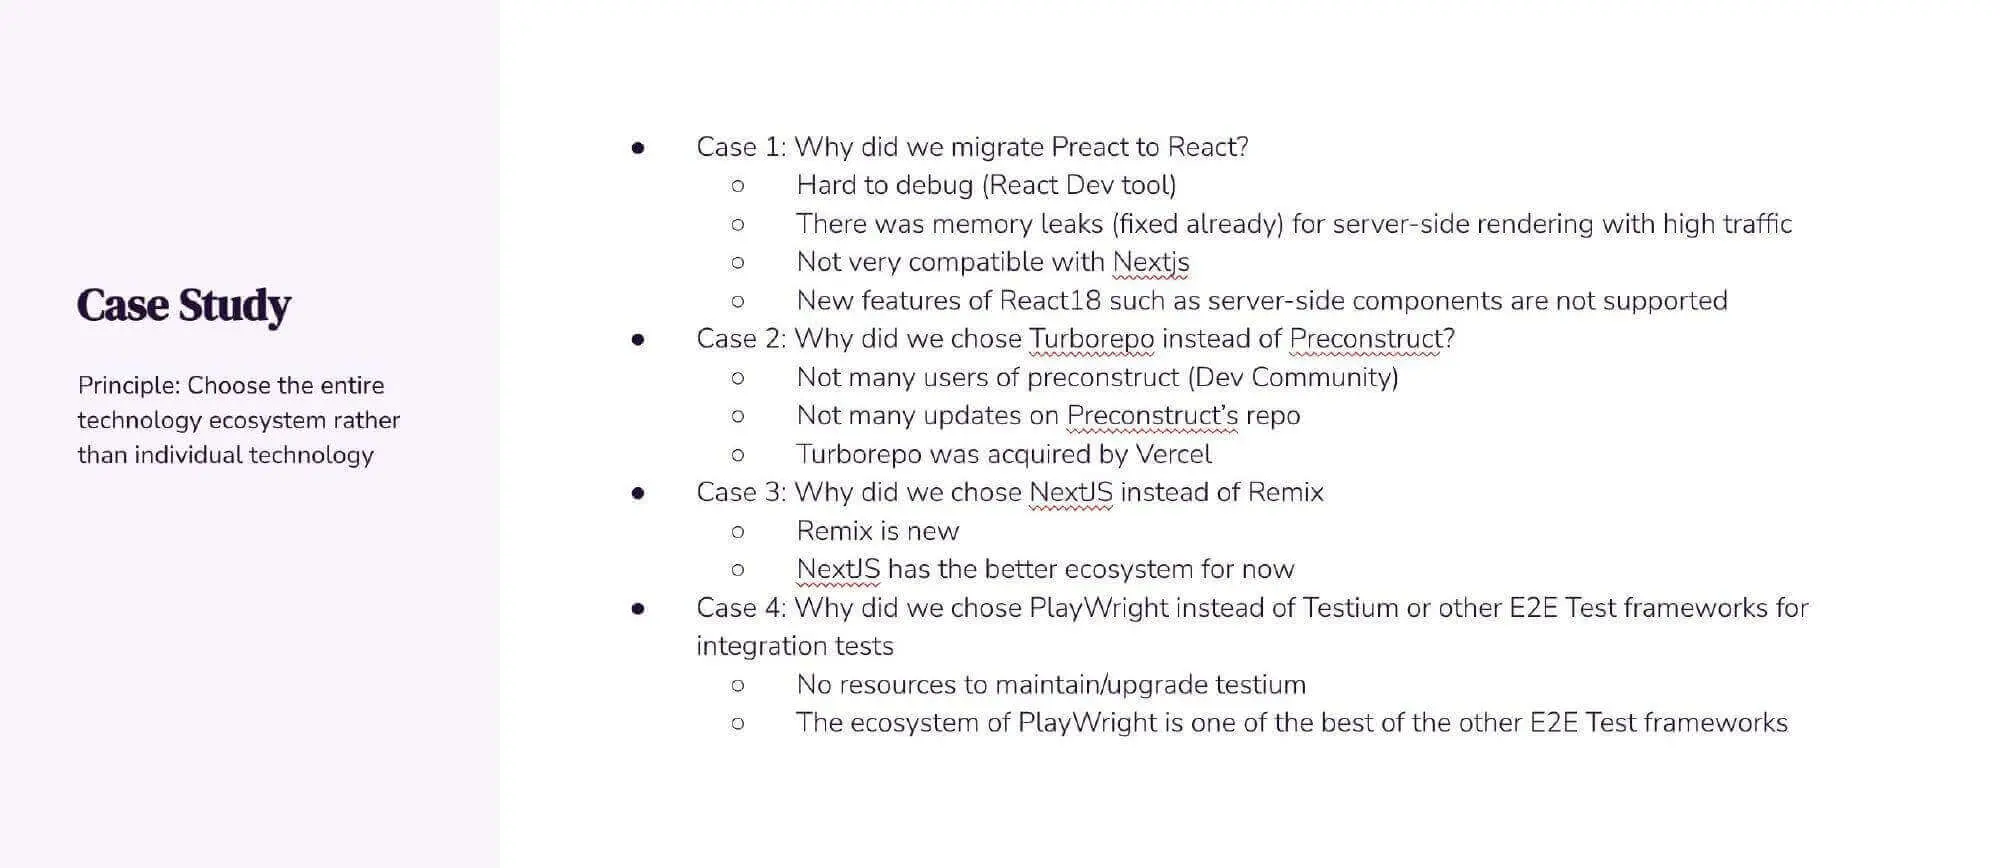 Case Study
Principle: Choose the entire
technology ecosystem rather
than individual technology
● Case 1: Why did we migrate Preact to React?
○ Hard to debug (React Dev tool)
○ There was memory leaks (fixed already) for server-side rendering with high traffic
○ Not very compatible with Nextjs
○ New features of React18 such as server-side components are not supported
● Case 2: Why did we chose Turborepo instead of Preconstruct?
○ Not many users of preconstruct (Dev Community)
○ Not many updates on Preconstruct’s repo
○ Turborepo was acquired by Vercel
● Case 3: Why did we chose NextJS instead of Remix
○ Remix is new
○ NextJS has the better ecosystem for now
● Case 4: Why did we chose PlayWright instead of Testium or other E2E Test frameworks for
integration tests
○ No resources to maintain/upgrade testium
○ The ecosystem of PlayWright is one of the best of the other E2E Test frameworks